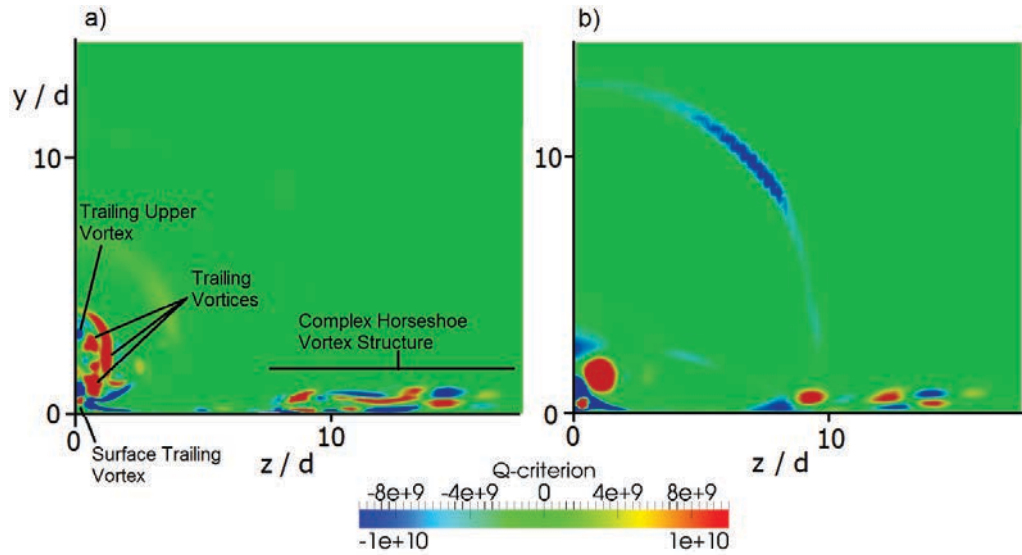 a)
b)
y / d
10
10
Trailing Upper
Vortex
Trailing
Vortices
Complex Horseshoe
Vortex Structure
0
0
0
10
0
10
Surface Trailing
Vortex
z / d
z / d
Q-criterion
-8e+9 -4e+9 0 4e+9 8e+9
-1e+10 1e+10